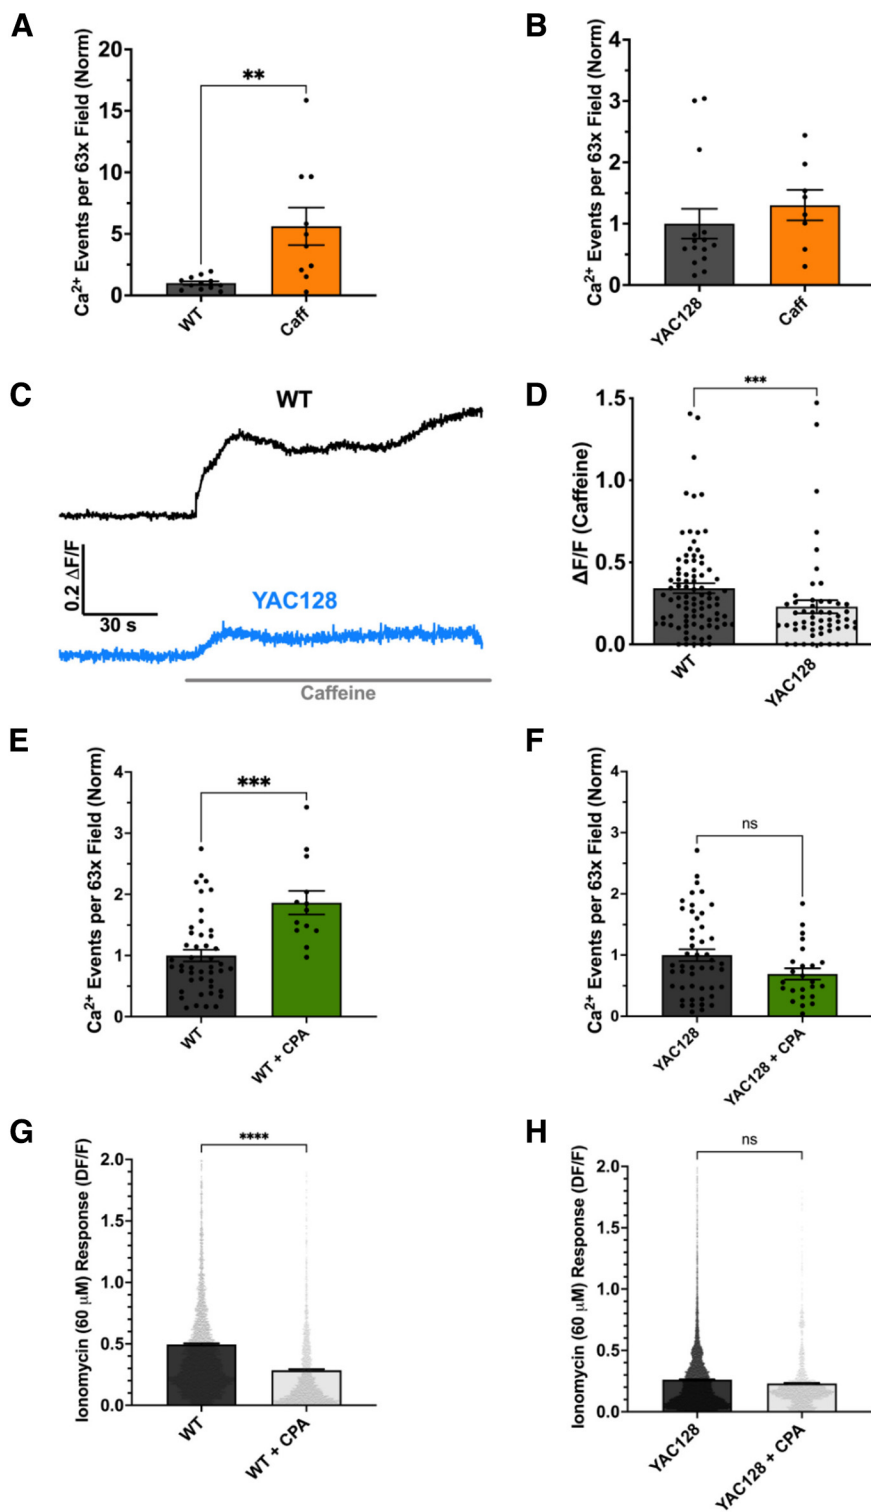 A
Ca²⁺ Events per 63x Field (Norm)
20
15
10
5
0
**
WT
Caff
B
Ca²⁺ Events per 63x Field (Norm)
4
3
2
1
0
YAC128
Caff
C
WT
0.2 ΔF/F
30 s
YAC128
Caffeine
D
ΔF/F (Caffeine)
1.5
1.0
0.5
0.0
***
WT
YAC128
E
Ca²⁺ Events per 63x Field (Norm)
4
3
2
1
0
***
WT
WT + CPA
F
Ca²⁺ Events per 63x Field (Norm)
4
3
2
1
0
ns
YAC128
YAC128 + CPA
G
Ionomycin (60 μM) Response (DF/F)
2.0
1.5
1.0
0.5
0.0
****
WT
WT + CPA
H
Ionomycin (60 μM) Response (DF/F)
2.0
1.5
1.0
0.5
0.0
ns
YAC128
YAC128 + CPA